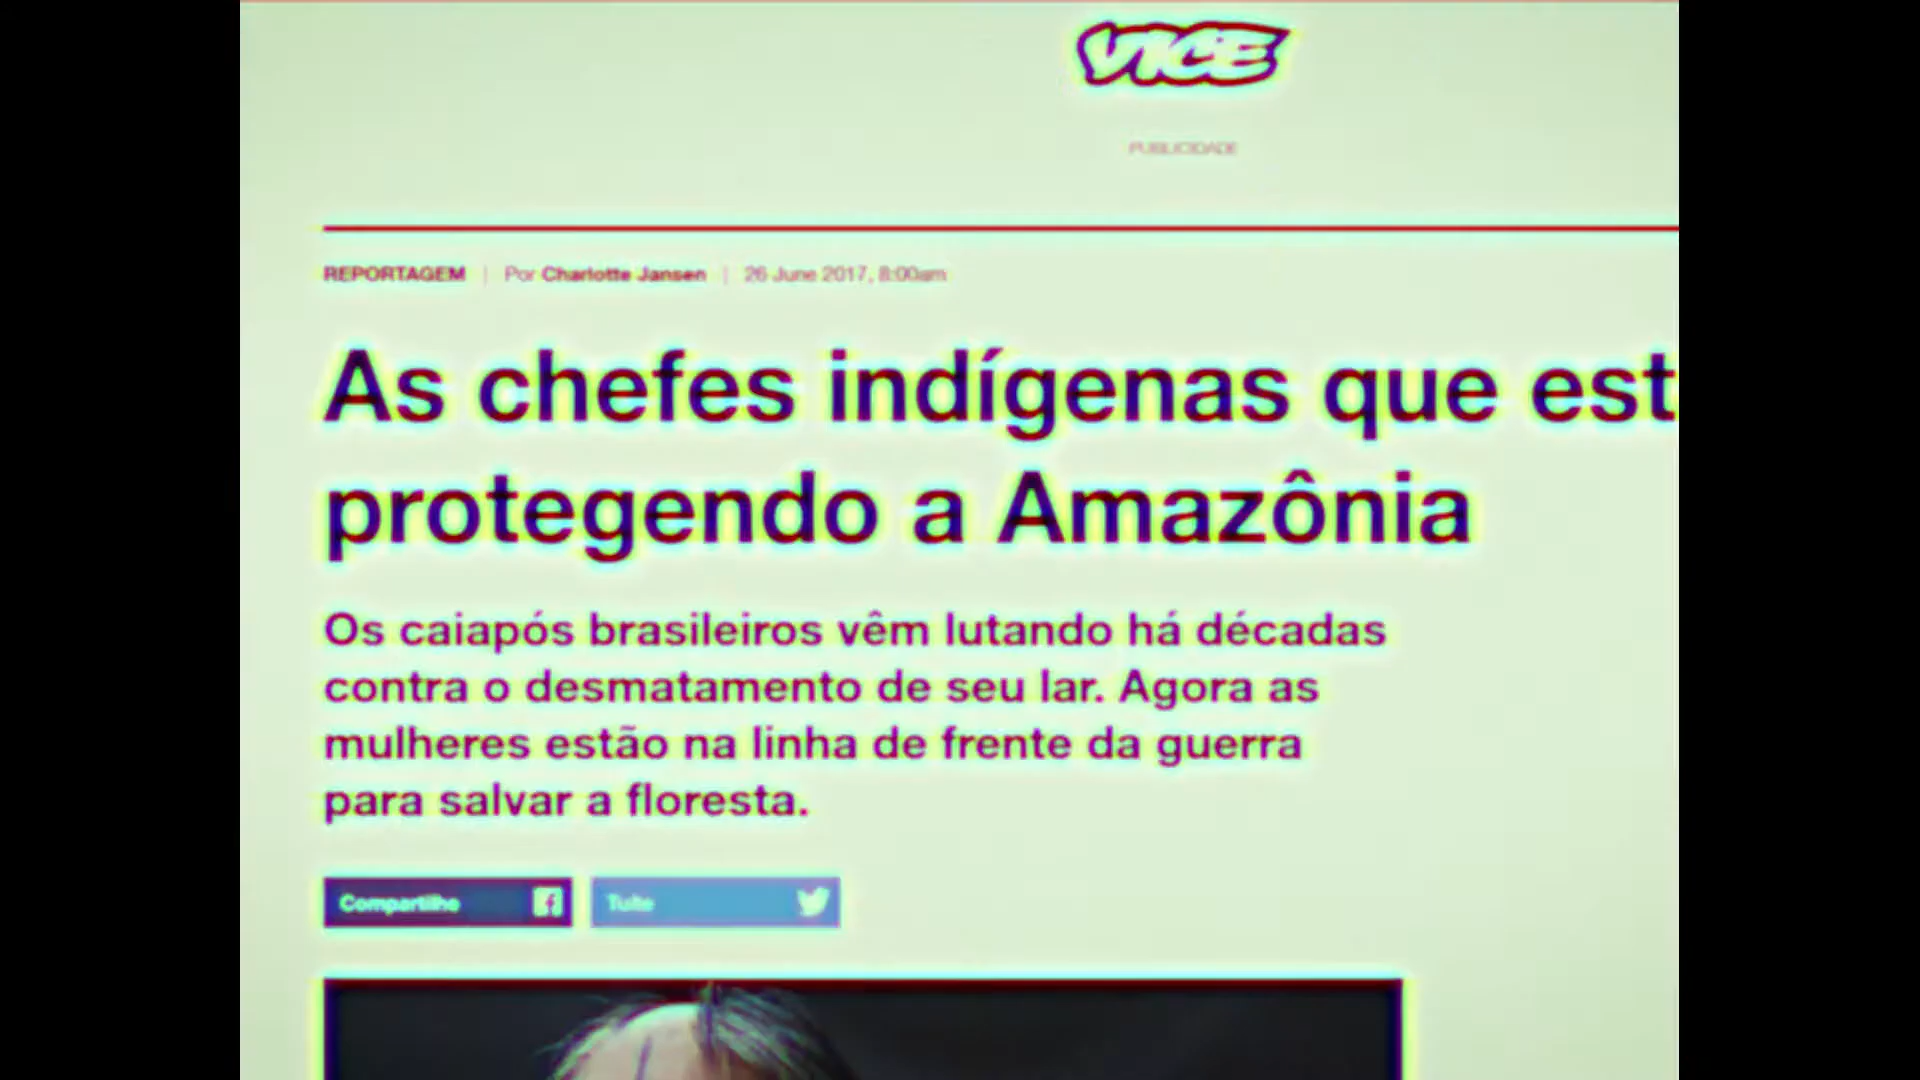 VICE
PUBLICIDADE
REPORTAGEM | Por Charlotte Jansen | 26 June 2017, 8:00am
As chefes indígenas que est
protegendo a Amazônia
Os caiapós brasileiros vêm lutando há décadas
contra o desmatamento de seu lar. Agora as
mulheres estão na linha de frente da guerra
para salvar a floresta.
Compartilhe
Tuite